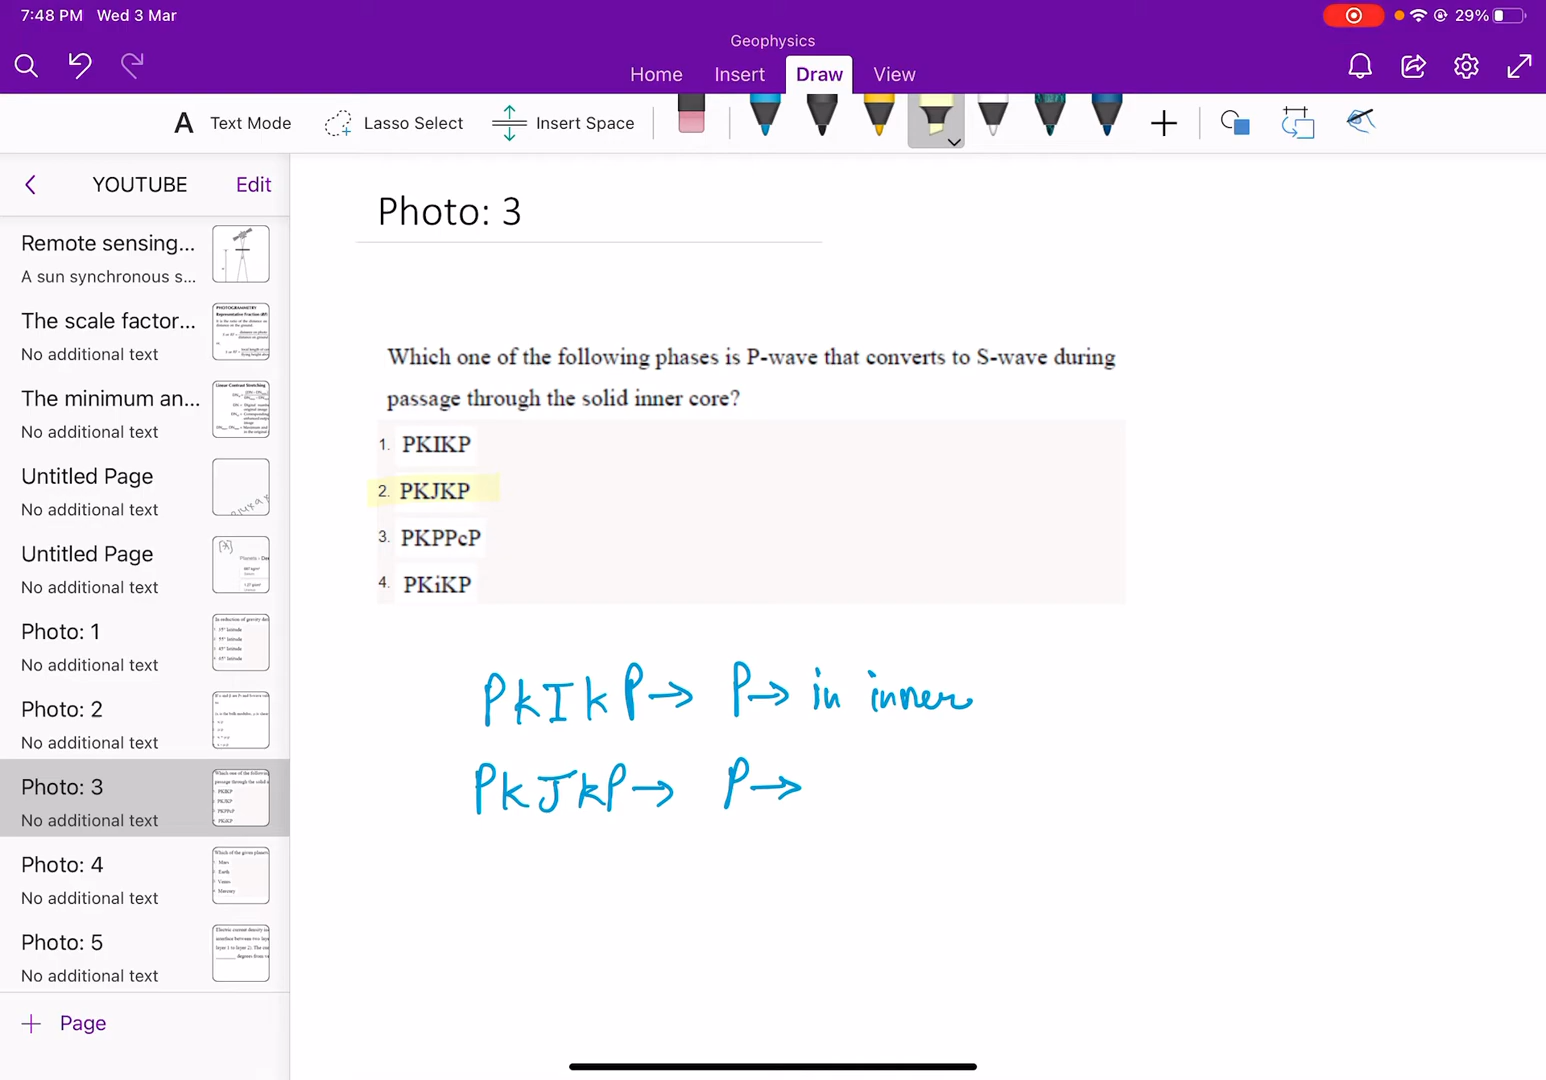 7:48 PM Wed 3 Mar
29%
Geophysics
Home Insert Draw View
A Text Mode Lasso Select Insert Space
YOUTUBE Edit
Remote sensing...
A sun synchronous s...
The scale factor...
No additional text
The minimum an...
No additional text
Untitled Page
No additional text
Untitled Page
No additional text
Photo: 1
No additional text
Photo: 2
No additional text
Photo: 3
No additional text
Photo: 4
No additional text
Photo: 5
No additional text
+ Page
Photo: 3
Which one of the following phases is P-wave that converts to S-wave during
passage through the solid inner core?
1. PKIKP
2. PKJKP
3. PKPPcP
4. PKiKP
PkIkP→ P→ in inner
PkJkP→ P→